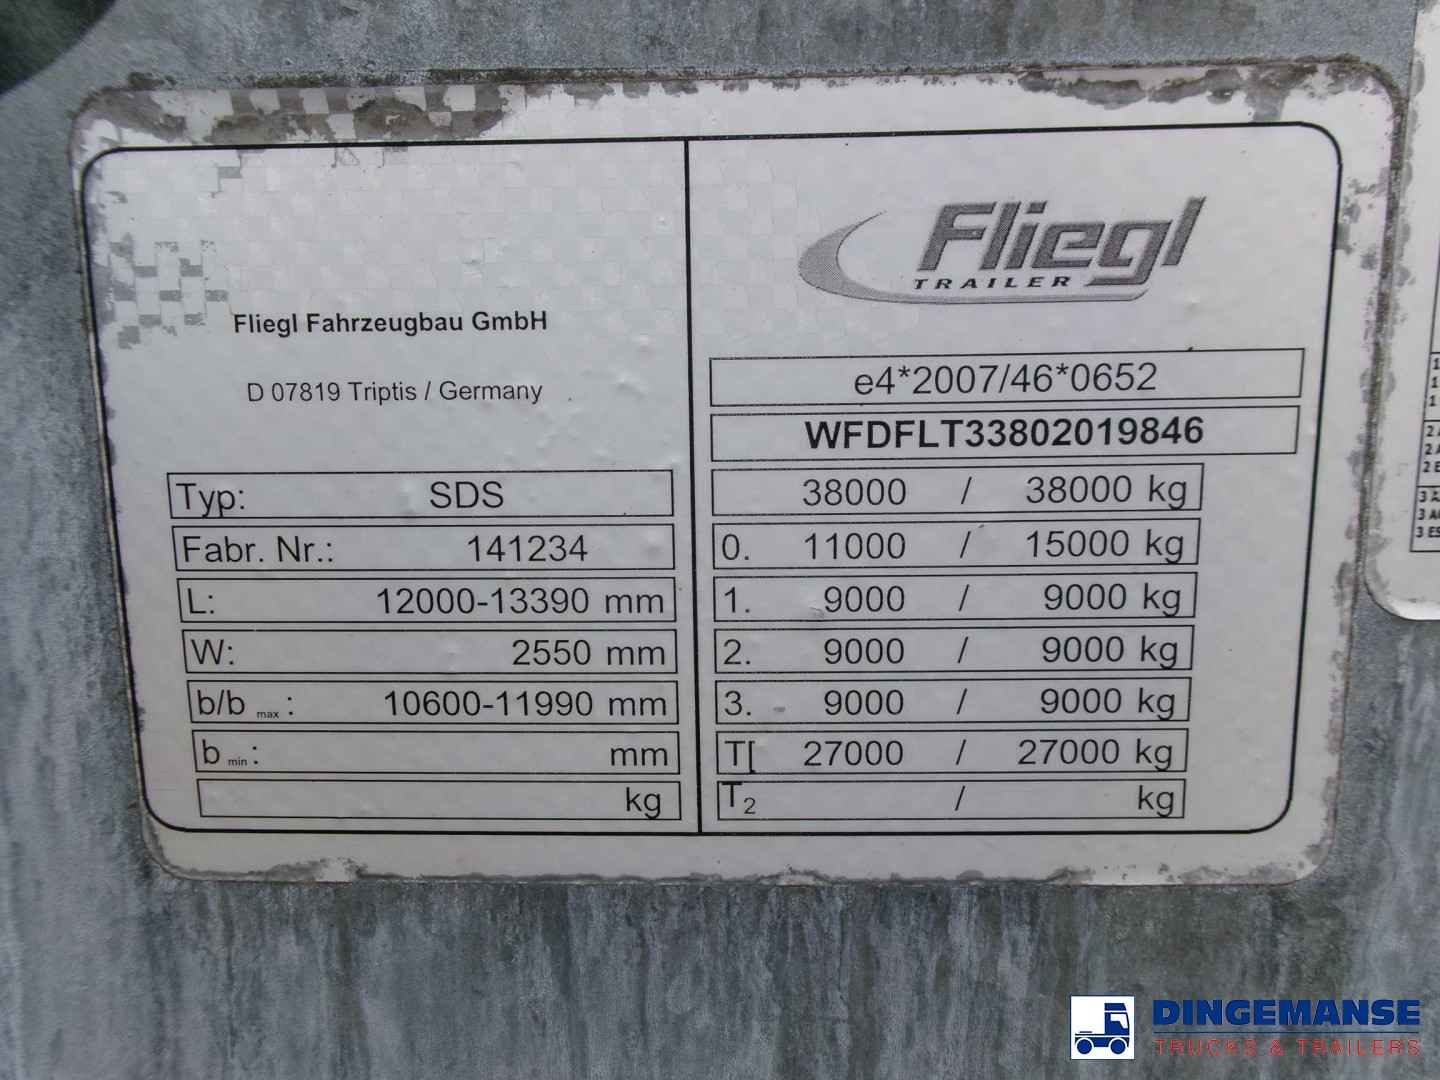 Fliegl
TRAILER
Fliegl Fahrzeugbau GmbH
D 07819 Triptis / Germany
Typ: SDS
Fabr. Nr.: 141234
L: 12000-13390 mm
W: 2550 mm
b/b max : 10600-11990 mm
b min : mm
kg
e4*2007/46*0652
WFDFLT33802019846
38000 / 38000 kg
0. 11000 / 15000 kg
1. 9000 / 9000 kg
2. 9000 / 9000 kg
3. 9000 / 9000 kg
T[ 27000 / 27000 kg
T2 / kg
DINGEMANSE
TRUCKS & TRAILERS